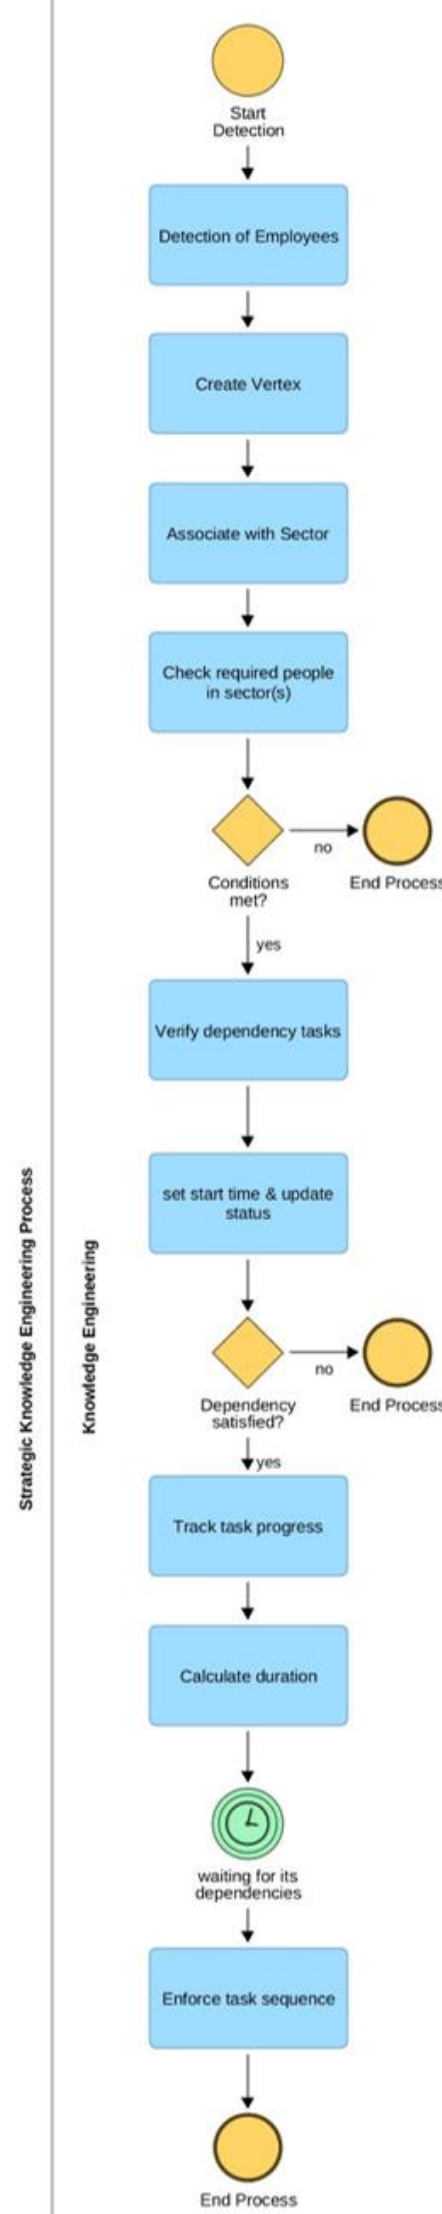 Start
Detection
Detection of Employees
Create Vertex
Associate with Sector
Check required people
in sector(s)
no
Conditions
met?
End Process
yes
Verify dependency tasks
set start time & update
status
Strategic Knowledge Engineering Process
Knowledge Engineering
no
Dependency
satisfied?
End Process
yes
Track task progress
Calculate duration
waiting for its
dependencies
Enforce task sequence
End Process